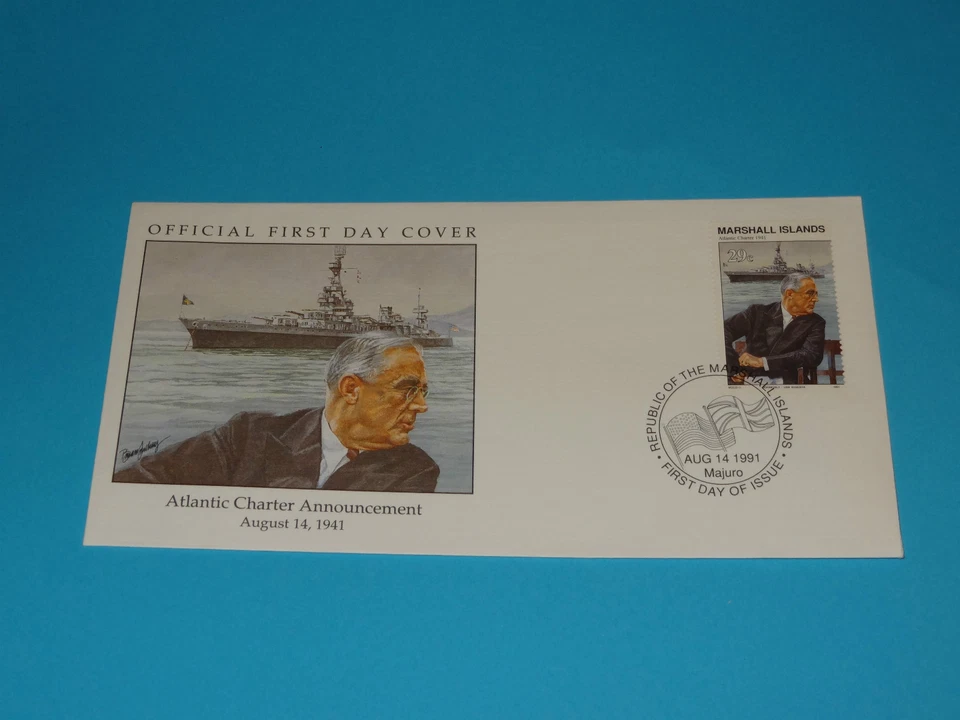 OFFICIAL FIRST DAY COVER
MARSHALL ISLANDS
Atlantic Charter 1941
29¢
REPUBLIC OF THE MARSHALL ISLANDS
AUG 14 1991
Majuro
• FIRST DAY OF ISSUE •
Atlantic Charter Announcement
August 14, 1941